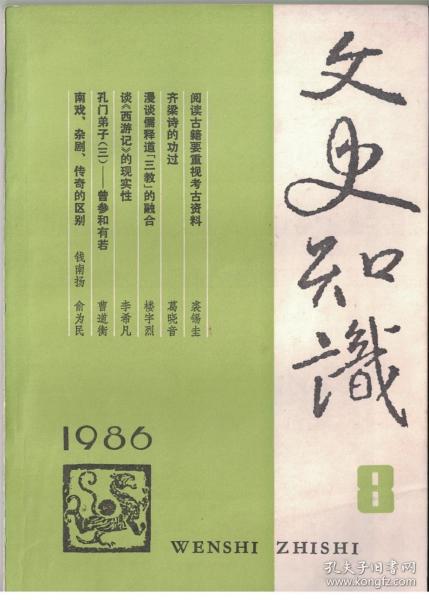 文史知識
阅读古籍要重视考古资料 裘锡圭
齐梁诗的功过 葛晓音
漫谈儒释道「三教」的融合 楼宇烈
谈《西游记》的现实性 李希凡
孔门弟子(三)——曾参和有若 曹道衡
南戏、杂剧、传奇的区别 钱南扬 俞为民
1986
8
WENSHI ZHISHI
孔夫子旧书网
www.kongfz.com